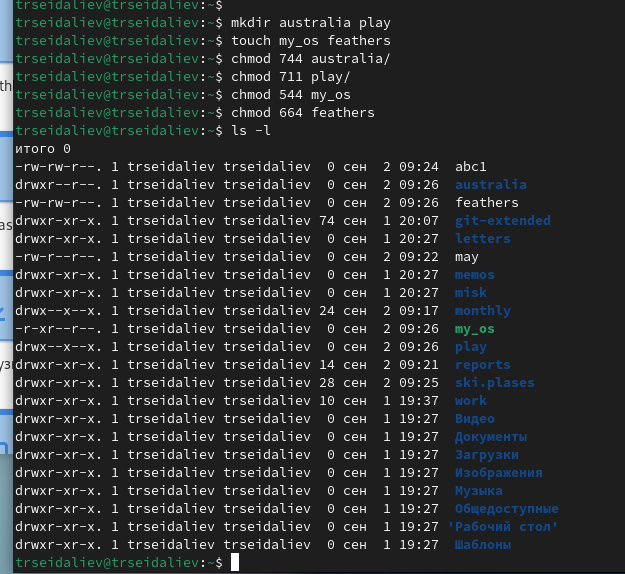 trseidaliev@trseidaliev:~$
trseidaliev@trseidaliev:~$ mkdir australia play
trseidaliev@trseidaliev:~$ touch my_os feathers
trseidaliev@trseidaliev:~$ chmod 744 australia/
trseidaliev@trseidaliev:~$ chmod 711 play/
trseidaliev@trseidaliev:~$ chmod 544 my_os
trseidaliev@trseidaliev:~$ chmod 664 feathers
trseidaliev@trseidaliev:~$ ls -l
итого 0
-rw-rw-r--. 1 trseidaliev trseidaliev  0 сен  2 09:24  abc1
drwxr--r--. 1 trseidaliev trseidaliev  0 сен  2 09:26  australia
-rw-rw-r--. 1 trseidaliev trseidaliev  0 сен  2 09:26  feathers
drwxr-xr-x. 1 trseidaliev trseidaliev 74 сен  1 20:07  git-extended
drwxr-xr-x. 1 trseidaliev trseidaliev  0 сен  1 20:27  letters
-rw-r--r--. 1 trseidaliev trseidaliev  0 сен  2 09:22  may
drwxr-xr-x. 1 trseidaliev trseidaliev  0 сен  1 20:27  memos
drwxr-xr-x. 1 trseidaliev trseidaliev  0 сен  1 20:27  misk
drwx--x--x. 1 trseidaliev trseidaliev 24 сен  2 09:17  monthly
-r-xr--r--. 1 trseidaliev trseidaliev  0 сен  2 09:26  my_os
drwx--x--x. 1 trseidaliev trseidaliev  0 сен  2 09:26  play
drwxr-xr-x. 1 trseidaliev trseidaliev 14 сен  2 09:21  reports
drwxr-xr-x. 1 trseidaliev trseidaliev 28 сен  2 09:25  ski.plases
drwxr-xr-x. 1 trseidaliev trseidaliev 10 сен  1 19:37  work
drwxr-xr-x. 1 trseidaliev trseidaliev  0 сен  1 19:27  Видео
drwxr-xr-x. 1 trseidaliev trseidaliev  0 сен  1 19:27  Документы
drwxr-xr-x. 1 trseidaliev trseidaliev  0 сен  1 19:27  Загрузки
drwxr-xr-x. 1 trseidaliev trseidaliev  0 сен  1 19:27  Изображения
drwxr-xr-x. 1 trseidaliev trseidaliev  0 сен  1 19:27  Музыка
drwxr-xr-x. 1 trseidaliev trseidaliev  0 сен  1 19:27  Общедоступные
drwxr-xr-x. 1 trseidaliev trseidaliev  0 сен  1 19:27 'Рабочий стол'
drwxr-xr-x. 1 trseidaliev trseidaliev  0 сен  1 19:27  Шаблоны
trseidaliev@trseidaliev:~$